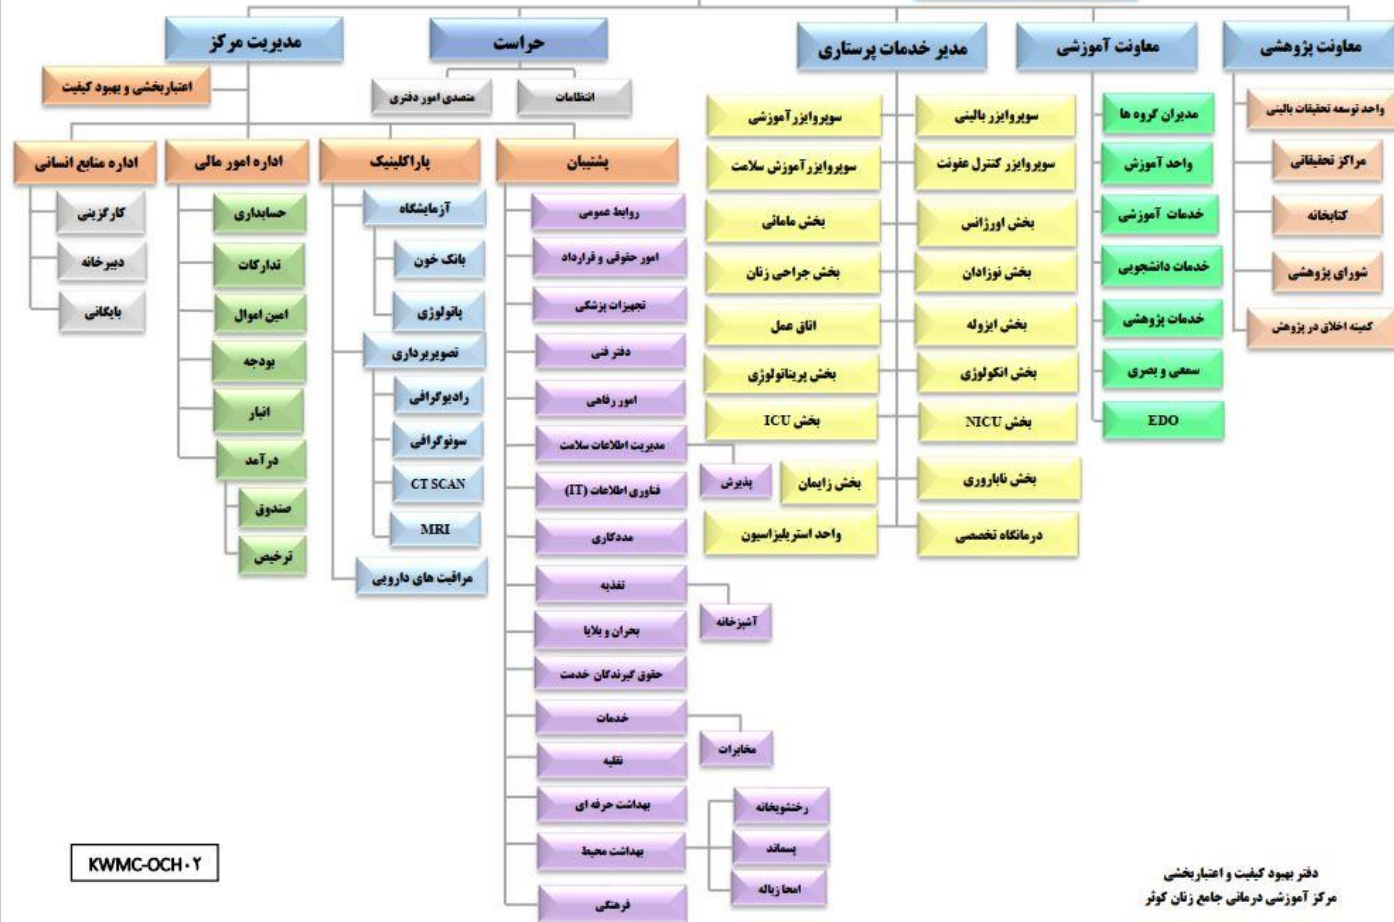 معاونت پژوهشی
واحد توسعه تحقیقات بالینی
مراکز تحقیقاتی
کتابخانه
شورای پژوهشی
کمیته اخلاق در پژوهش
معاونت آموزشی
مدیران گروه ها
واحد آموزش
خدمات آموزشی
خدمات دانشجویی
خدمات پژوهشی
سمعی و بصری
EDO
مدیر خدمات پرستاری
سوپروایزر بالینی
سوپروایزر آموزشی
سوپروایزر کنترل عفونت
سوپروایزر آموزش سلامت
بخش اورژانس
بخش مامائی
بخش نوزادان
بخش جراحی زنان
بخش ایزوله
اتاق عمل
بخش انکولوژی
بخش پریناتولوژی
بخش NICU
بخش ICU
بخش ناباروری
بخش زایمان
درمانگاه تخصصی
واحد استریلیزاسیون
حراست
انتظامات
متصدی امور دفتری
مدیریت مرکز
اعتباربخشی و بهبود کیفیت
پشتیبان
روابط عمومی
امور حقوقی و قرارداد
تجهیزات پزشکی
دفتر فنی
امور رفاهی
مدیریت اطلاعات سلامت
پذیرش
فناوری اطلاعات (IT)
مددکاری
تغذیه
آشپزخانه
بحران و بلایا
حقوق گیرندگان خدمت
خدمات
مخابرات
نقلیه
بهداشت حرفه ای
بهداشت محیط
رختشویخانه
پسماند
امحا زباله
فرهنگی
پاراکلینیک
آزمایشگاه
بانک خون
پاتولوژی
تصویربرداری
رادیوگرافی
سونوگرافی
CT SCAN
MRI
مراقبت های دارویی
اداره امور مالی
حسابداری
تدارکات
امین اموال
بودجه
انبار
درآمد
صندوق
ترخیص
اداره منابع انسانی
کارگزینی
دبیرخانه
بایگانی
دفتر بهبود کیفیت و اعتباربخشی
مرکز آموزشی درمانی جامع زنان کوثر
KWMC-OCH۰۲